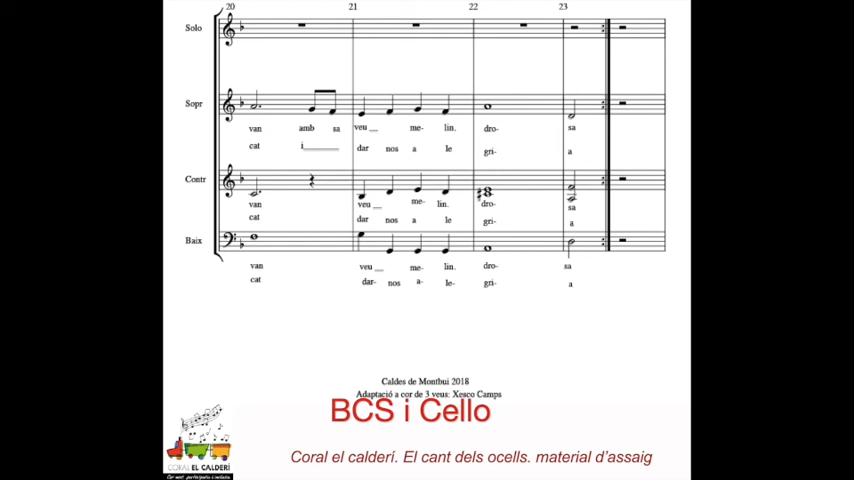 20 21 22 23
Solo
Sopr
van amb sa veu__ me- lin. dro- sa
cat i______ dar nos a le gri- a
Contr
van veu __ me- lin. dro- sa
cat dar nos a le gri- a
Baix
van veu __ me- lin. dro- sa
cat dar- nos a- le- gri- a
Caldes de Montbui 2018
Adaptació a cor de 3 veus: Xesco Camps
BCS i Cello
CORAL EL CALDERÍ
Coral el calderí. El cant dels ocells. material d’assaig